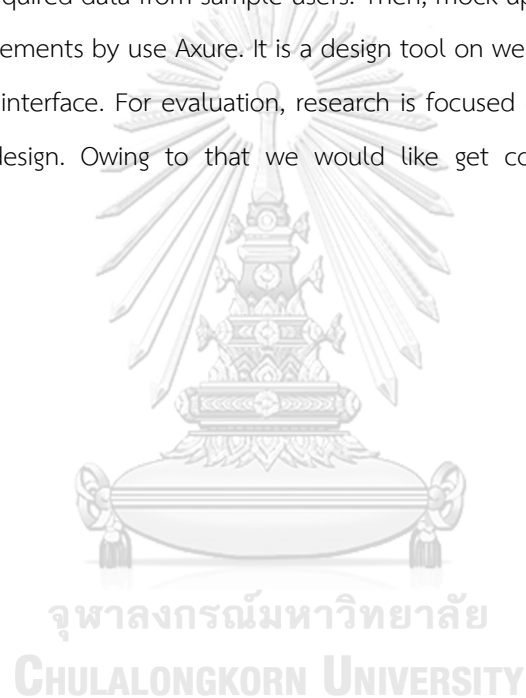 quired data from sample users. Then, mock up
ements by use Axure. It is a design tool on we
interface. For evaluation, research is focused
design. Owing to that we would like get co
จุฬาลงกรณ์มหาวิทยาลัย
CHULALONGKORN UNIVERSITY